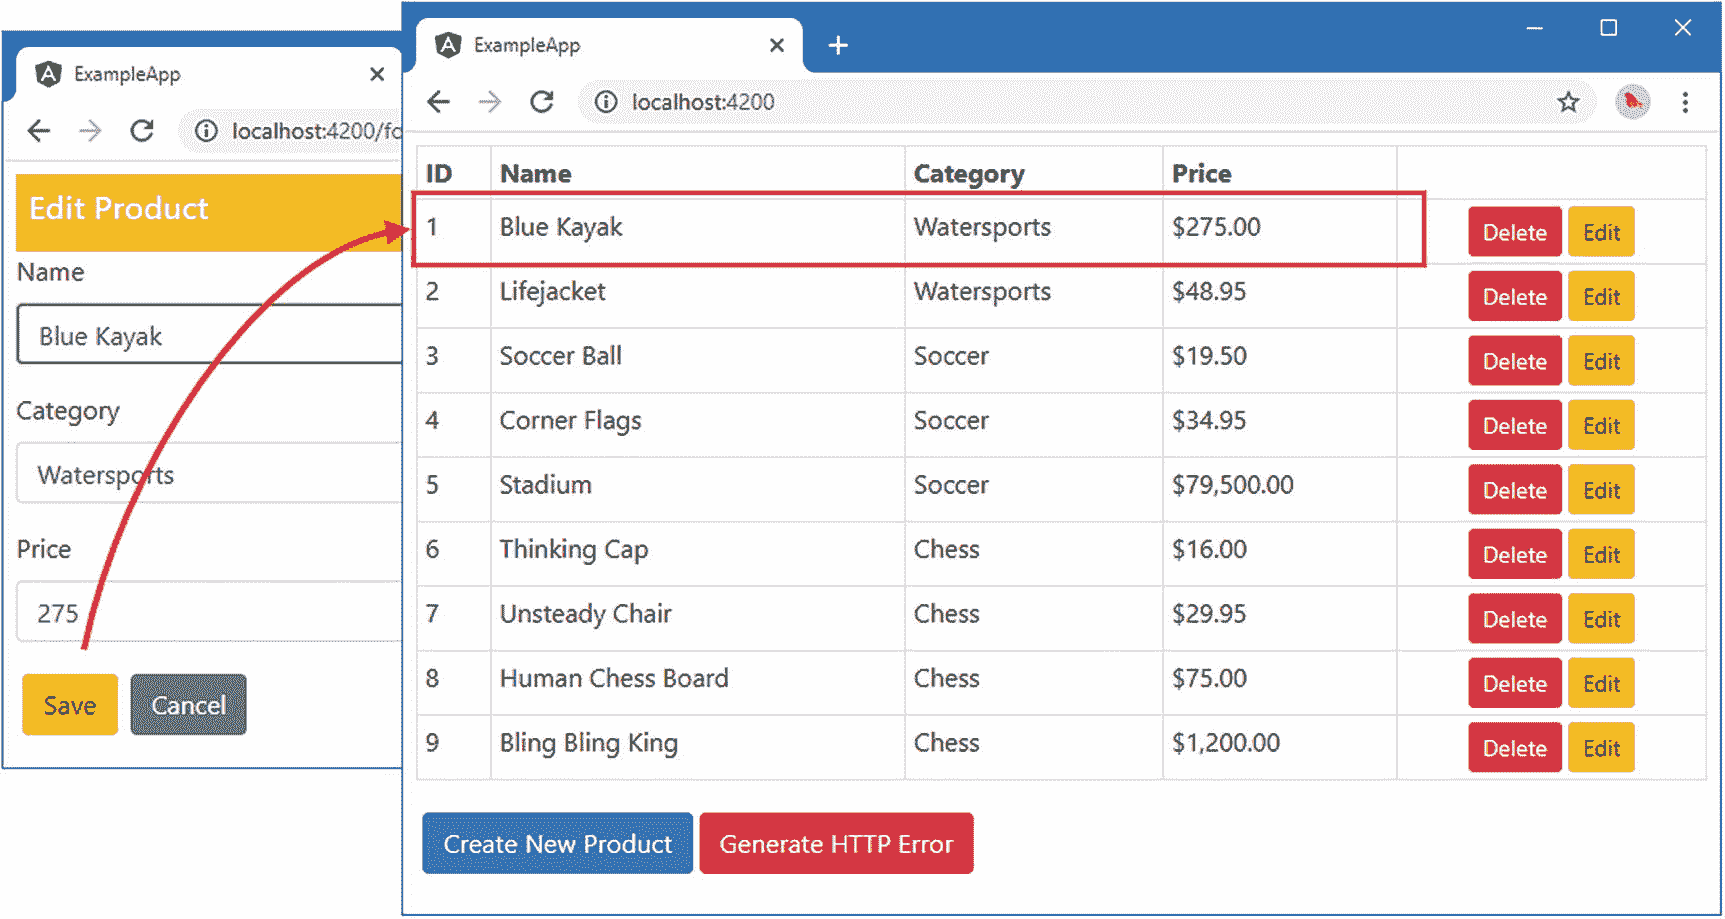 ExampleApp
localhost:4200/fo
Edit Product
Name
Blue Kayak
Category
Watersports
Price
275
Save Cancel
ExampleApp
localhost:4200
ID Name Category Price
1 Blue Kayak Watersports $275.00 Delete Edit
2 Lifejacket Watersports $48.95 Delete Edit
3 Soccer Ball Soccer $19.50 Delete Edit
4 Corner Flags Soccer $34.95 Delete Edit
5 Stadium Soccer $79,500.00 Delete Edit
6 Thinking Cap Chess $16.00 Delete Edit
7 Unsteady Chair Chess $29.95 Delete Edit
8 Human Chess Board Chess $75.00 Delete Edit
9 Bling Bling King Chess $1,200.00 Delete Edit
Create New Product Generate HTTP Error